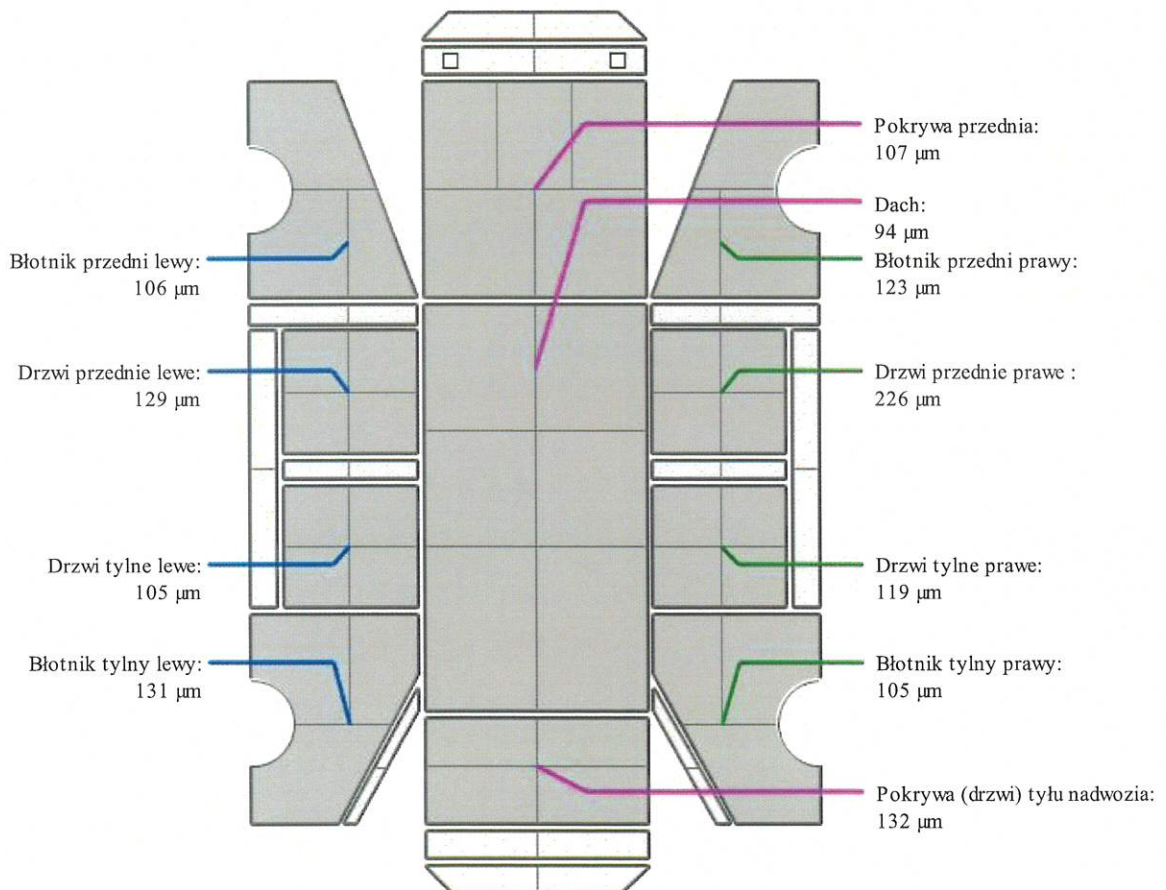 Pokrywa przednia:
107 µm
Dach:
94 µm
Błotnik przedni lewy:
106 µm
Błotnik przedni prawy:
123 µm
Drzwi przednie lewe:
129 µm
Drzwi przednie prawe :
226 µm
Drzwi tylne lewe:
105 µm
Drzwi tylne prawe:
119 µm
Błotnik tylny lewy:
131 µm
Błotnik tylny prawy:
105 µm
Pokrywa (drzwi) tyłu nadwozia:
132 µm